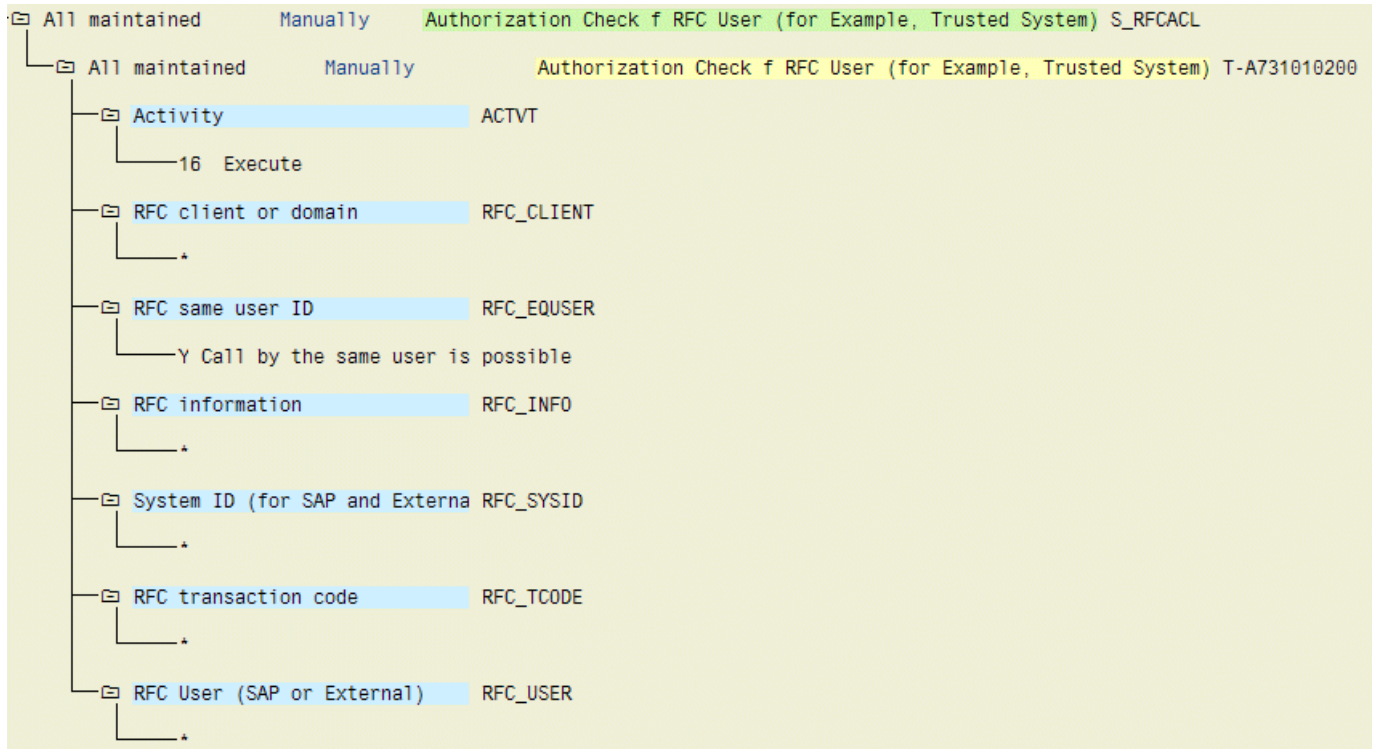 All maintained Manually Authorization Check f RFC User (for Example, Trusted System) S_RFCACL
All maintained Manually Authorization Check f RFC User (for Example, Trusted System) T-A731010200
Activity ACTVT
16 Execute
RFC client or domain RFC_CLIENT
*
RFC same user ID RFC_EQUSER
Y Call by the same user is possible
RFC information RFC_INFO
*
System ID (for SAP and Externa RFC_SYSID
*
RFC transaction code RFC_TCODE
*
RFC User (SAP or External) RFC_USER
*